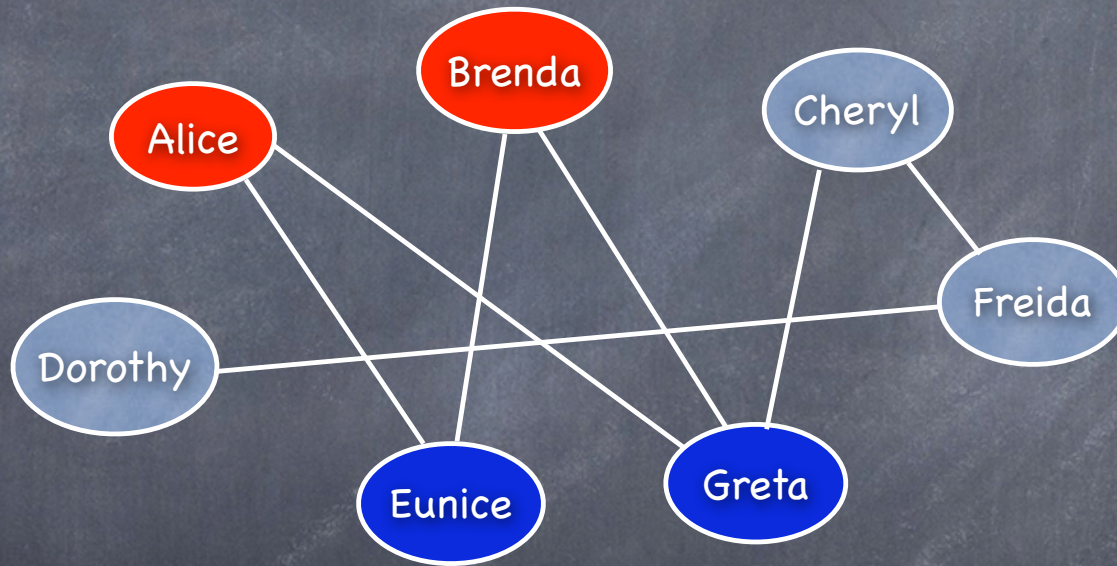 Brenda
Cheryl
Alice
Freida
Dorothy
Greta
Eunice